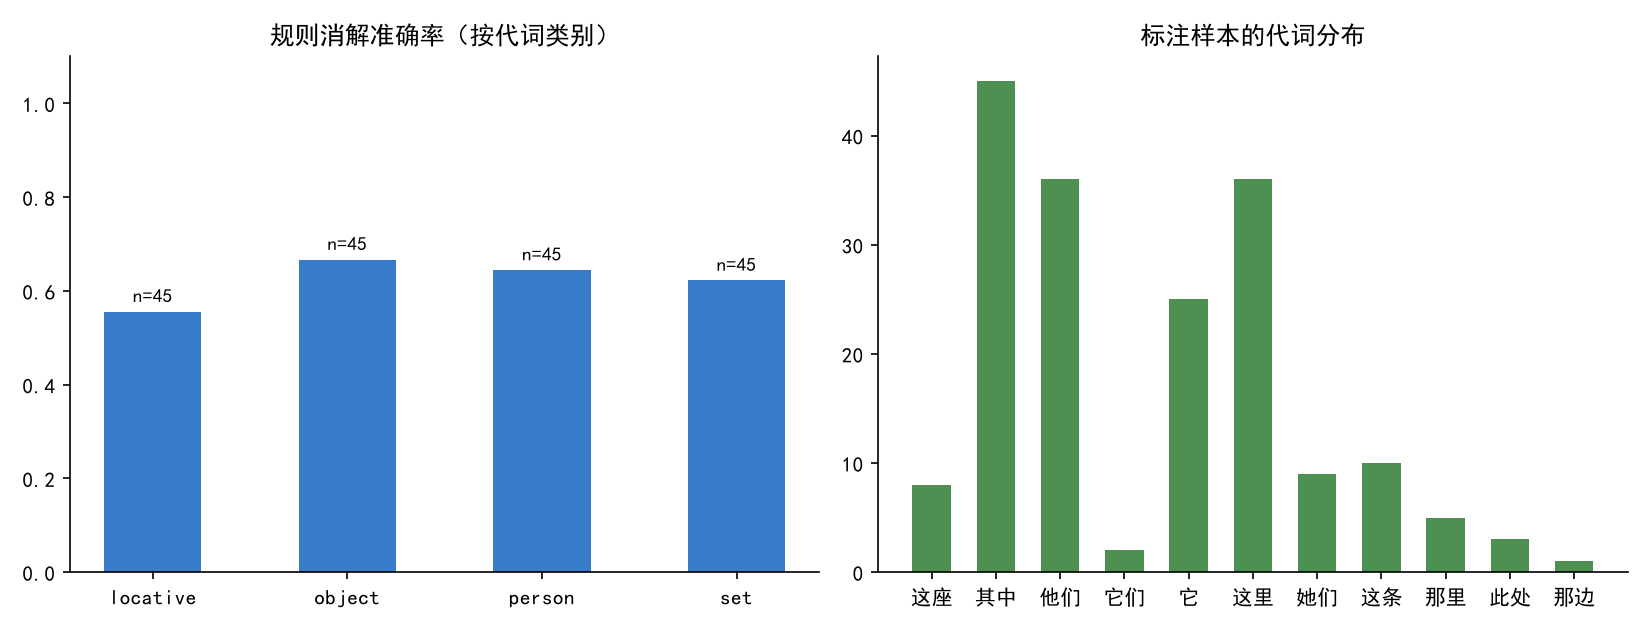 规则消解准确率（按代词类别）
1.0
0.8
0.6
0.4
0.2
0.0
n=45
n=45
n=45
n=45
locative
object
person
set
标注样本的代词分布
40
30
20
10
0
这座
其中
他们
它们
它
这里
她们
这条
那里
此处
那边